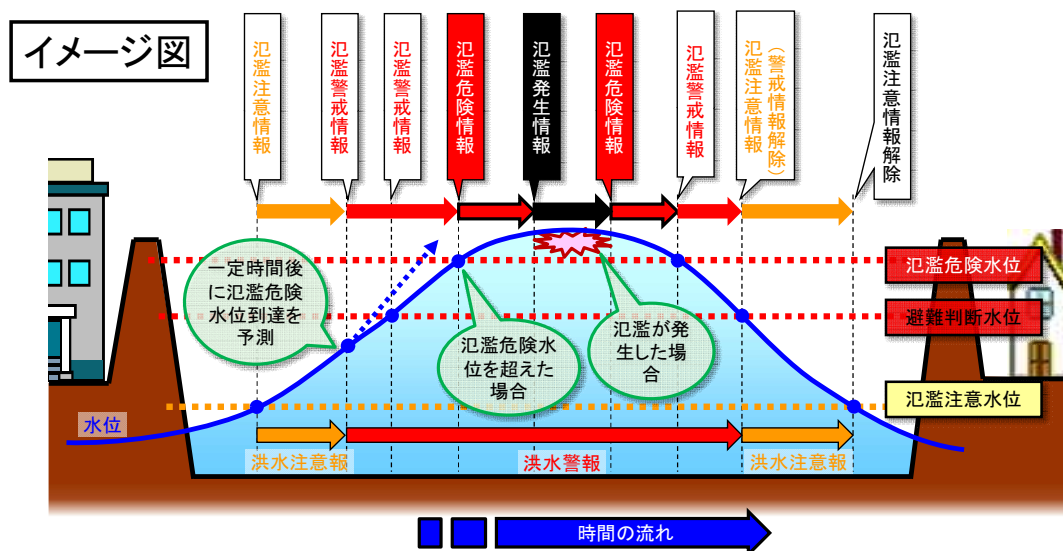 イメージ図
氾濫注意情報
氾濫警戒情報
氾濫警戒情報
氾濫危険情報
氾濫発生情報
氾濫危険情報
氾濫警戒情報
氾濫注意情報
（警戒情報解除）
氾濫注意情報解除
一定時間後
に氾濫危険
水位到達を
予測
氾濫危険水
位を超えた
場合
氾濫が発
生した場
合
氾濫危険水位
避難判断水位
氾濫注意水位
水位
洪水注意報
洪水警報
洪水注意報
時間の流れ